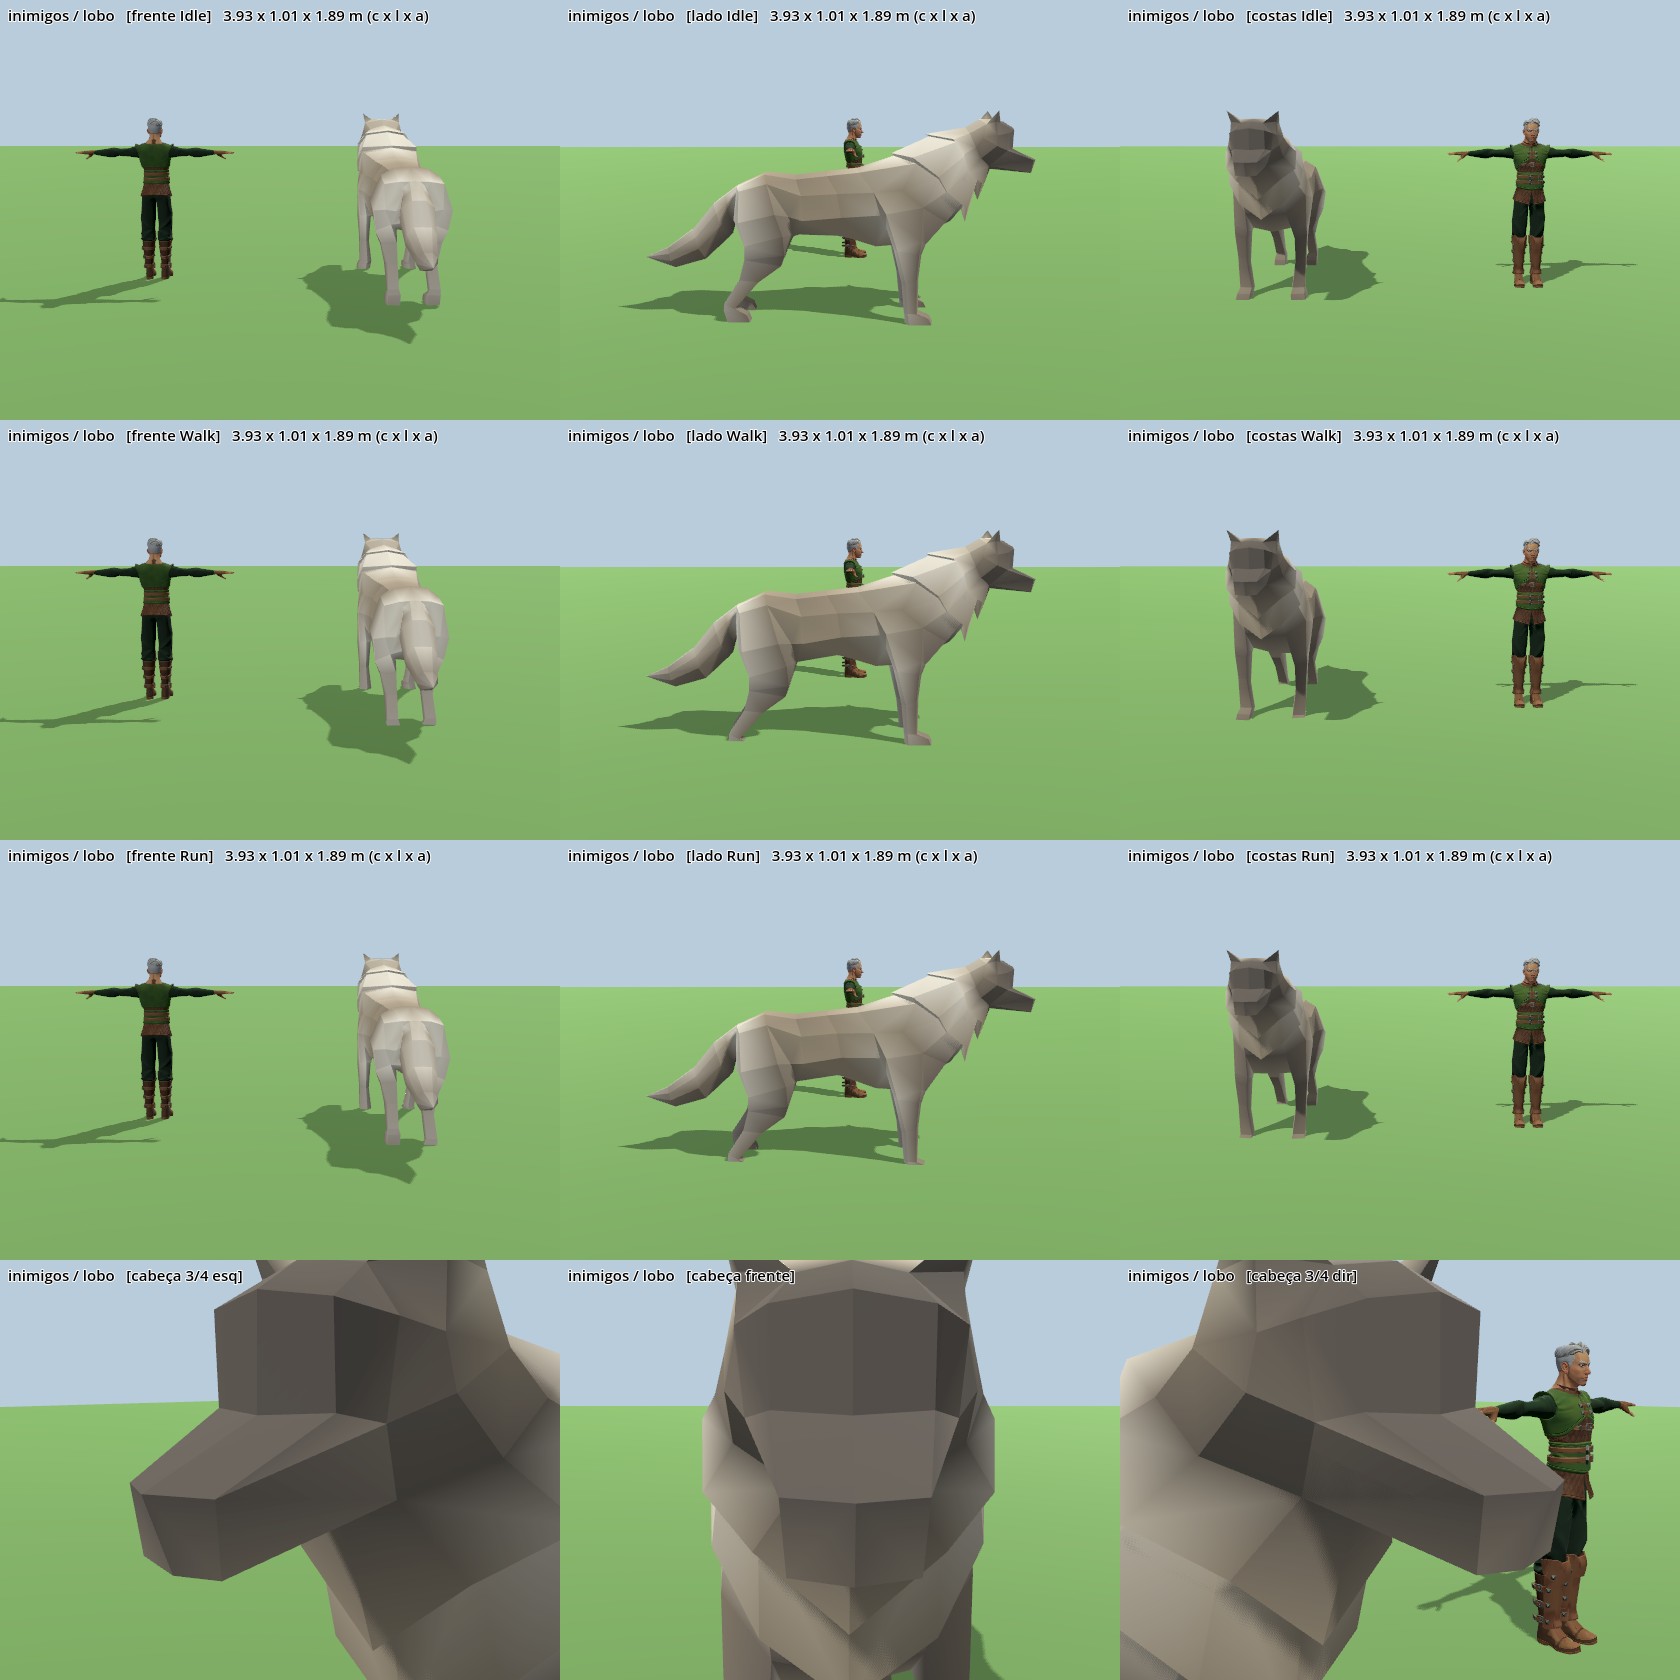 inimigos / lobo [frente Idle] 3.93 x 1.01 x 1.89 m (c x l x a)
inimigos / lobo [lado Idle] 3.93 x 1.01 x 1.89 m (c x l x a)
inimigos / lobo [costas Idle] 3.93 x 1.01 x 1.89 m (c x l x a)
inimigos / lobo [frente Walk] 3.93 x 1.01 x 1.89 m (c x l x a)
inimigos / lobo [lado Walk] 3.93 x 1.01 x 1.89 m (c x l x a)
inimigos / lobo [costas Walk] 3.93 x 1.01 x 1.89 m (c x l x a)
inimigos / lobo [frente Run] 3.93 x 1.01 x 1.89 m (c x l x a)
inimigos / lobo [lado Run] 3.93 x 1.01 x 1.89 m (c x l x a)
inimigos / lobo [costas Run] 3.93 x 1.01 x 1.89 m (c x l x a)
inimigos / lobo [cabeça 3/4 esq]
inimigos / lobo [cabeça frente]
inimigos / lobo [cabeça 3/4 dir]